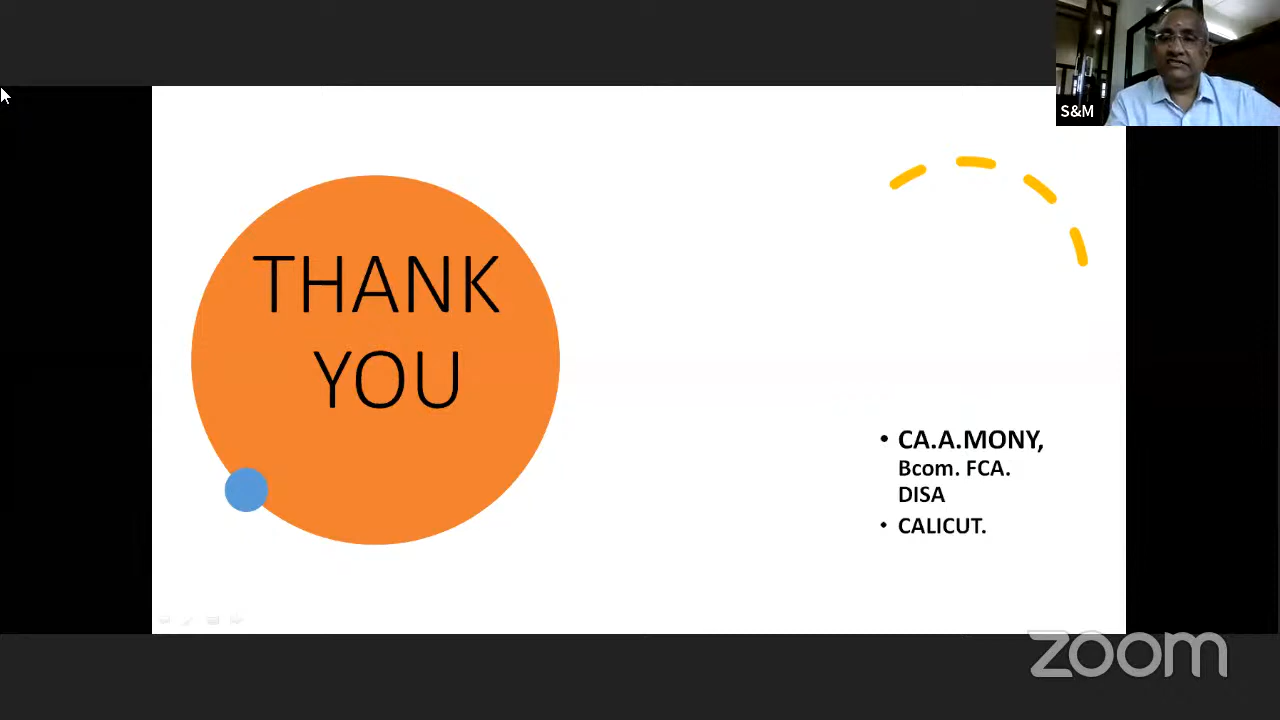 S&M
THANK
YOU
• CA.A.MONY,
Bcom. FCA.
DISA
• CALICUT.
zoom